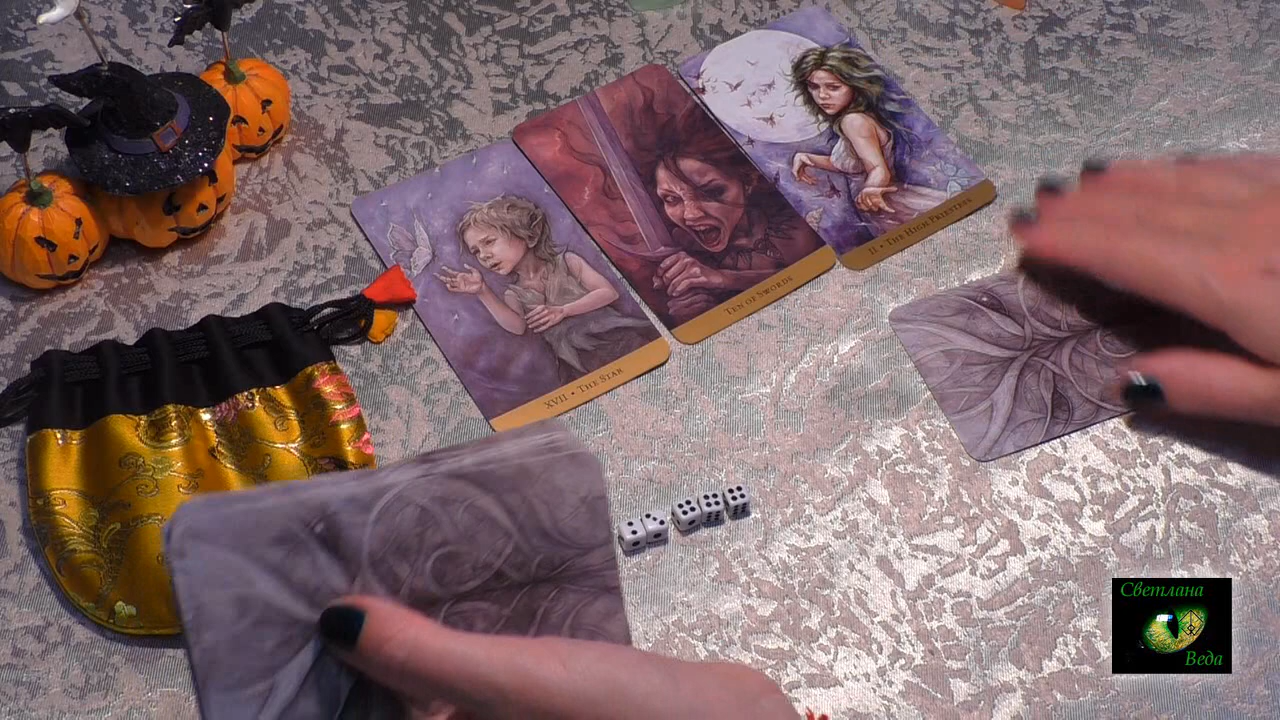 XVII • The Star
Ten of Swords
II • The High Priestess
Светлана
Веда